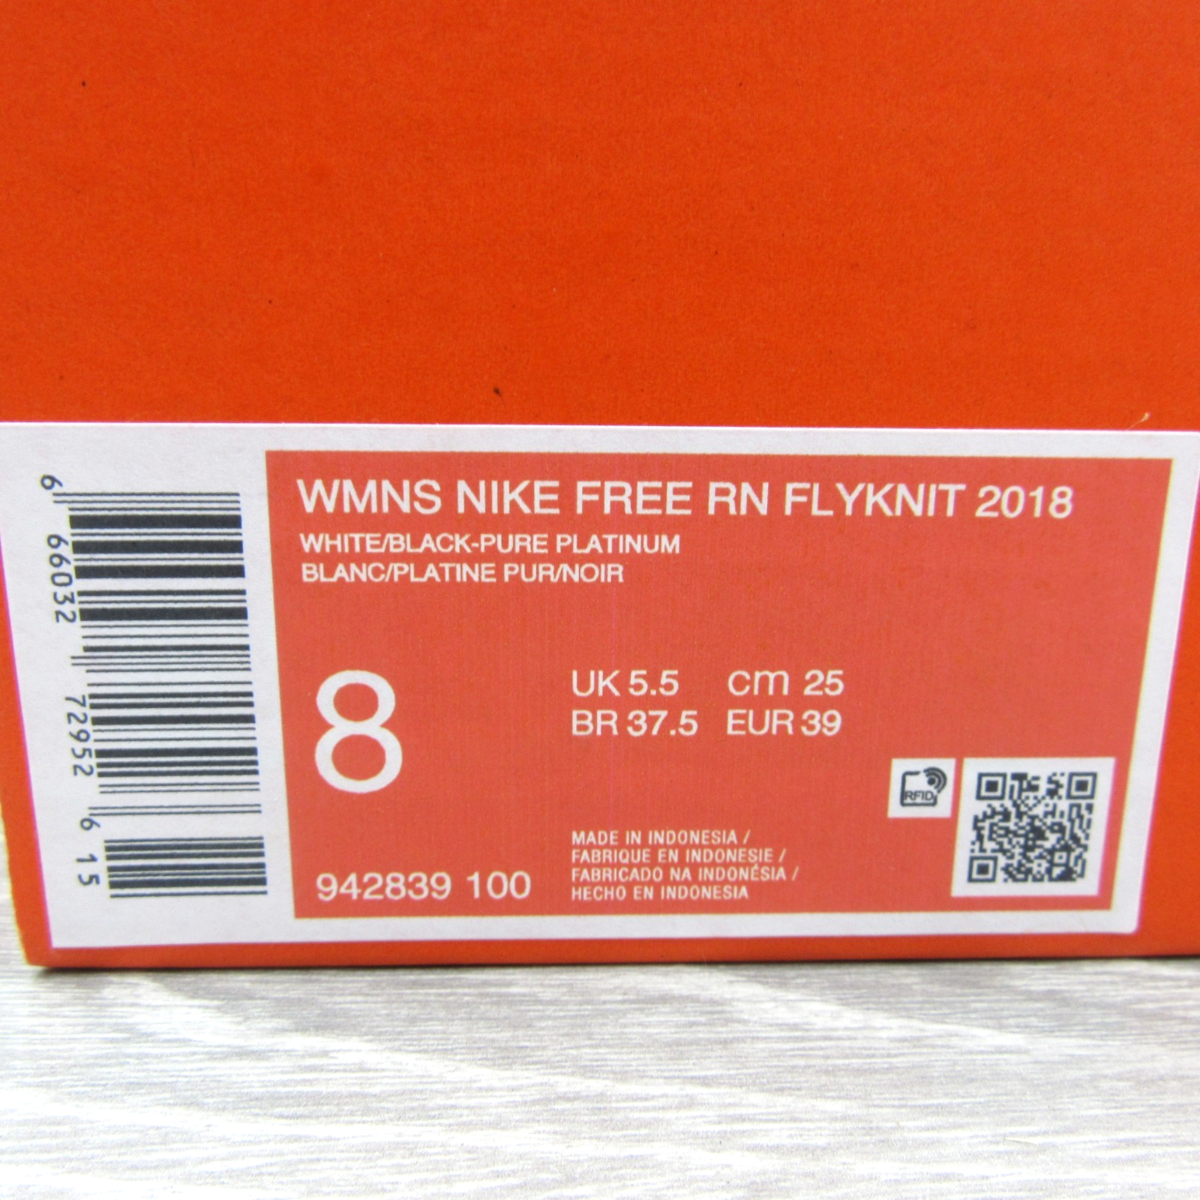 WMNS NIKE FREE RN FLYKNIT 2018
WHITE/BLACK-PURE PLATINUM
BLANC/PLATINE PUR/NOIR
8
UK 5.5 cm 25
BR 37.5 EUR 39
RFID
MADE IN INDONESIA /
FABRIQUE EN INDONESIE /
FABRICADO NA INDONÉSIA /
HECHO EN INDONESIA
942839 100
6 66032 72952 6 15